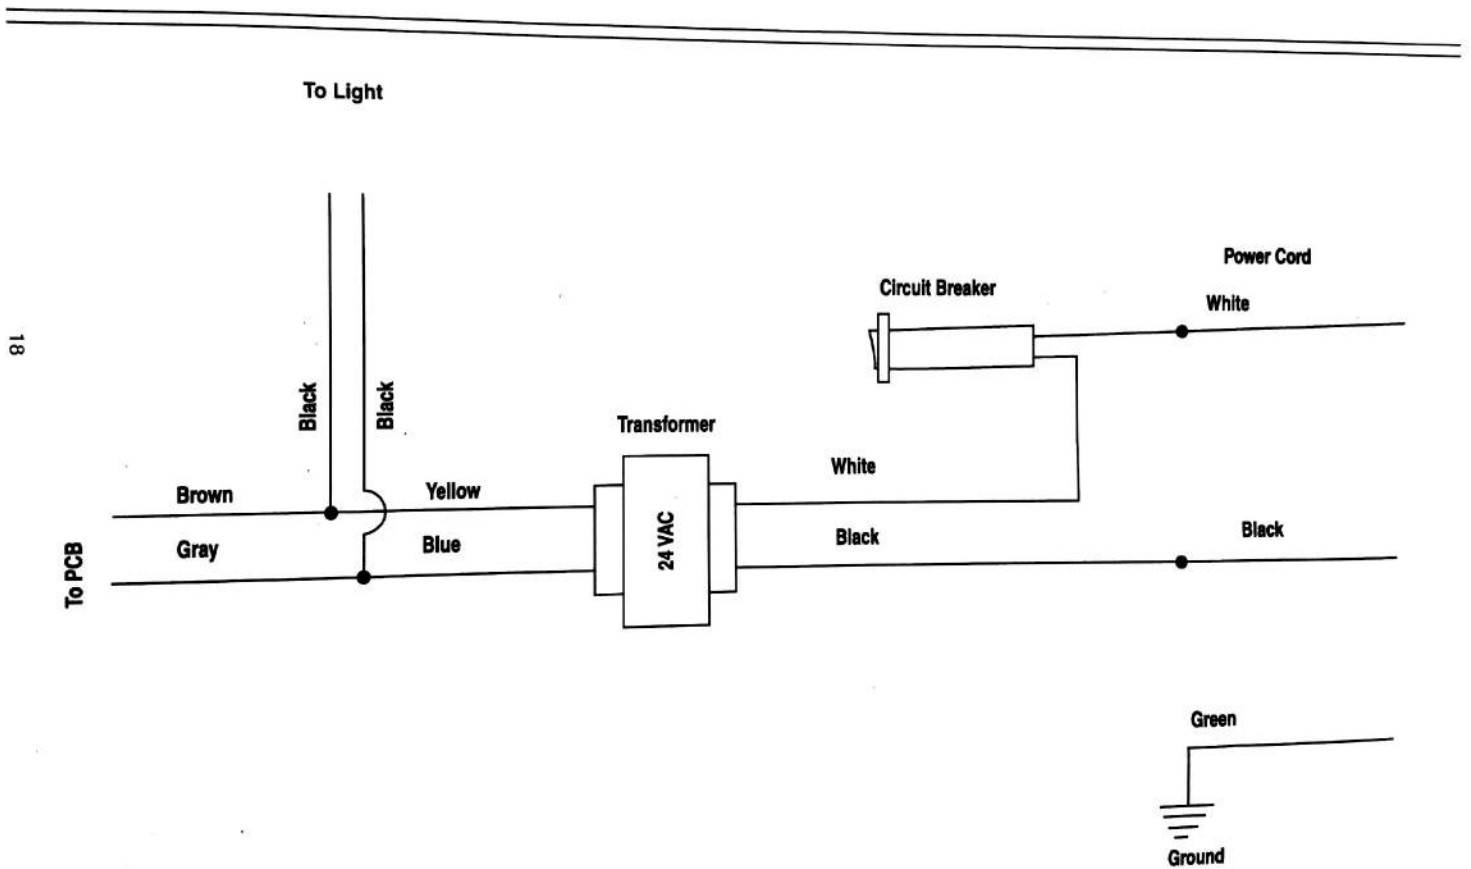 To Light
Power Cord
White
Circuit Breaker
18
Black
Black
Transformer
White
Brown
Yellow
24 VAC
Black
Black
Gray
Blue
To PCB
Green
Ground